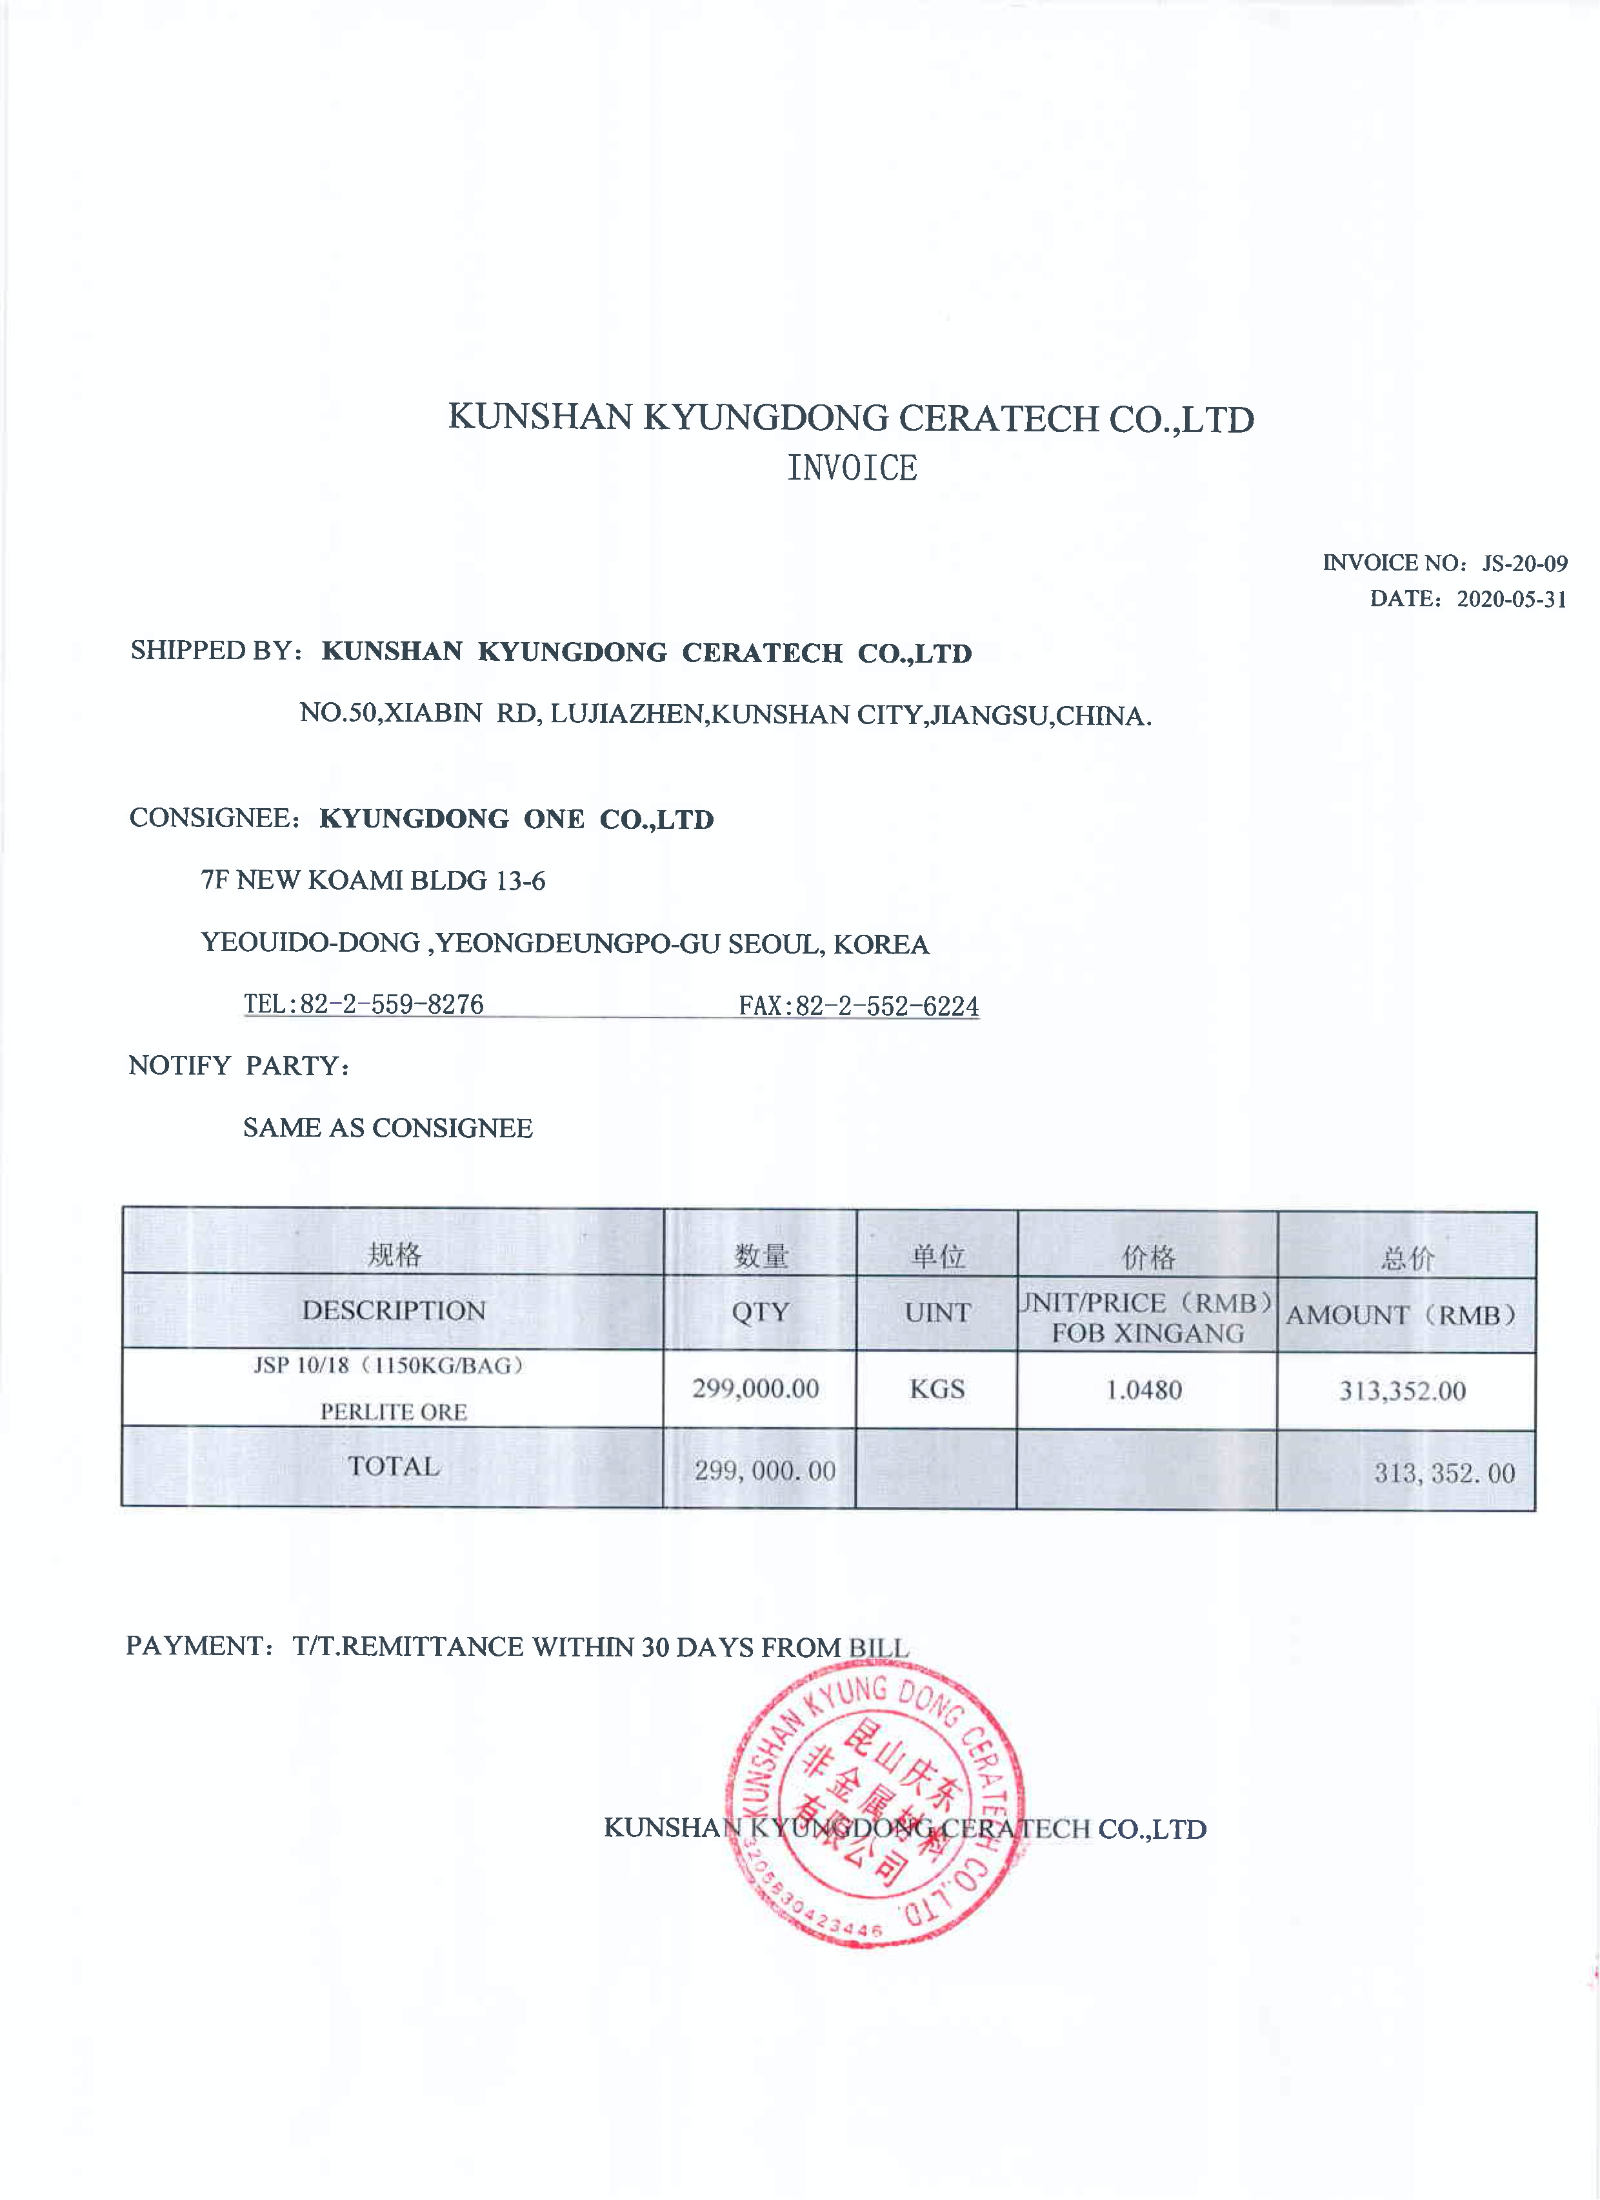 KUNSHAN KYUNGDONG CERATECH CO.,LTD
INVOICE
INVOICE NO: JS-20-09
DATE: 2020-05-31
SHIPPED BY: KUNSHAN KYUNGDONG CERATECH CO.,LTD
NO.50,XIABIN RD, LUJIAZHEN,KUNSHAN CITY,JIANGSU,CHINA.
CONSIGNEE: KYUNGDONG ONE CO.,LTD
7F NEW KOAMI BLDG 13-6
YEOUIDO-DONG ,YEONGDEUNGPO-GU SEOUL, KOREA
TEL:82-2-559-8276 FAX:82-2-552-6224
NOTIFY PARTY:
SAME AS CONSIGNEE
规格 数量 单位 价格 总价
DESCRIPTION QTY UINT UNIT/PRICE（RMB） FOB XINGANG AMOUNT（RMB）
JSP 10/18（1150KG/BAG）
PERLITE ORE 299,000.00 KGS 1.0480 313,352.00
TOTAL 299,000.00 313,352.00
PAYMENT: T/T.REMITTANCE WITHIN 30 DAYS FROM BILL
KUNSHAN KYUNGDONG CERATECH CO.,LTD
KUNSHAN KYUNG DONG CERATECH CO.,LTD.
昆山庆东
非金属材料
有限公司
3205830423446